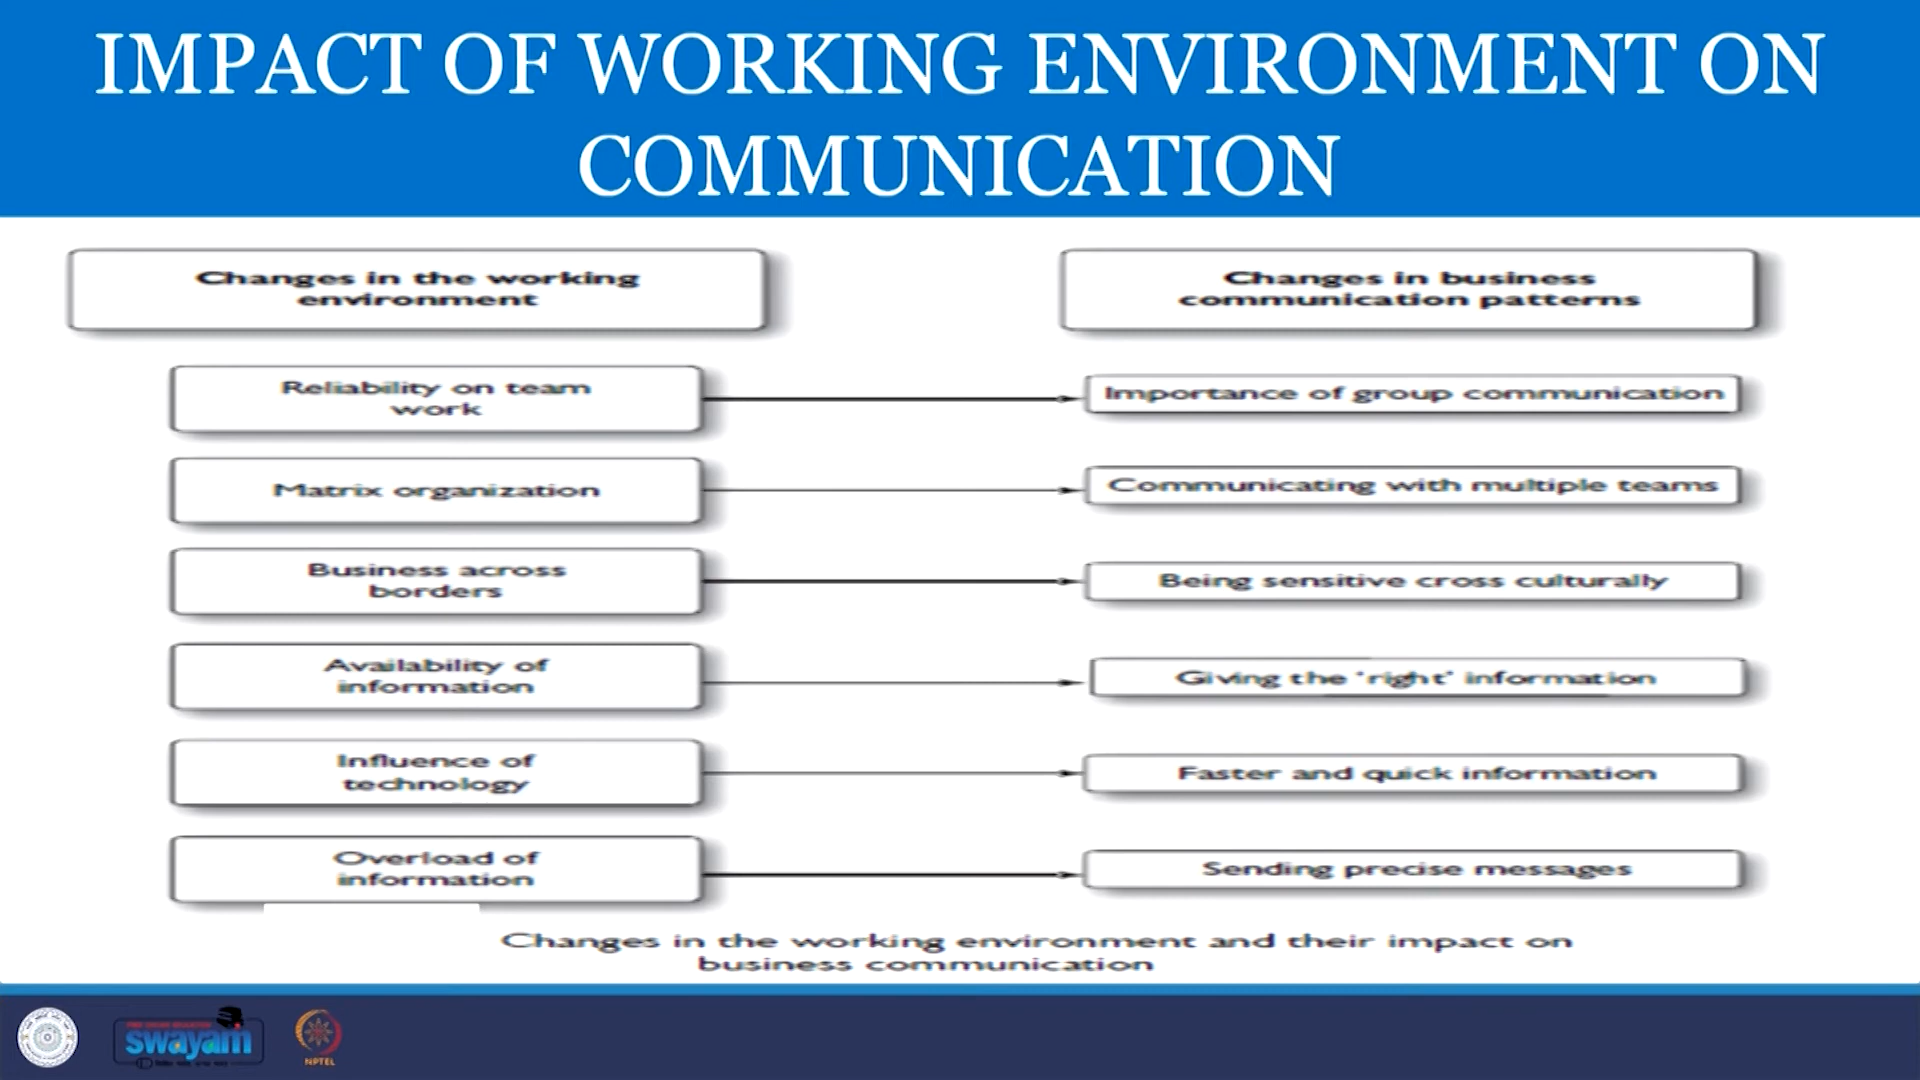 IMPACT OF WORKING ENVIRONMENT ON
COMMUNICATION
Changes in the working
environment
Changes in business
communication patterns
Reliability on team
work
Importance of group communication
Matrix organization
Communicating with multiple teams
Business across
borders
Being sensitive cross culturally
Availability of
information
Giving the 'right' information
Influence of
technology
Faster and quick information
Overload of
information
Sending precise messages
Changes in the working environment and their impact on
business communication
swayam
NPTEL